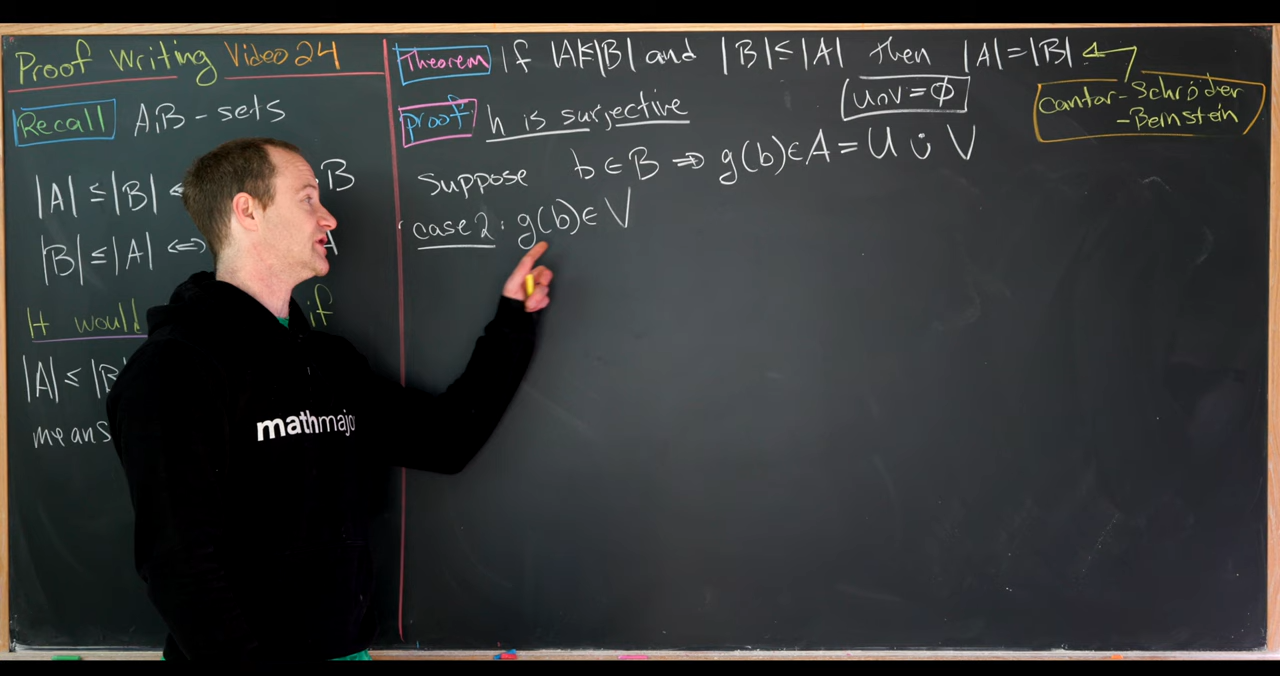 Proof Writing Video 24
Recall A,B - sets
|A| ≤ |B| ⇔ B
|B| ≤ |A| ⇔ A
It would if
|A| ≤ |B|
means
Theorem If |A|≤|B| and |B| ≤ |A| then |A| = |B|
Cantor-Schröder
-Bernstein
Proof: h is surjective
U∩V = ∅
Suppose b ∈ B ⇒ g(b) ∈ A = U ∪̇ V
case 2: g(b) ∈ V
mathmajor